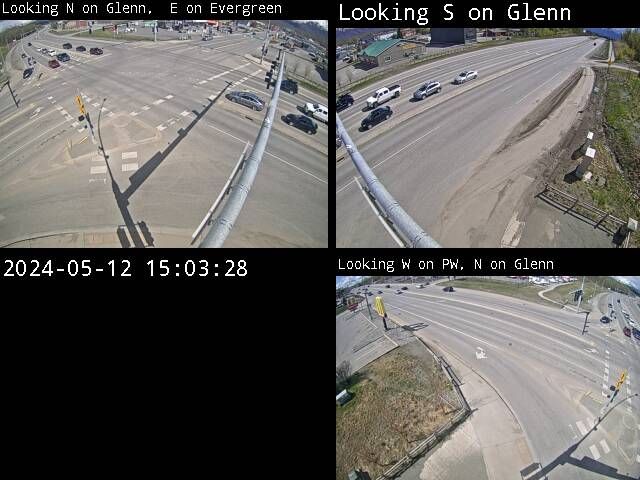 Looking N on Glenn,  E on Evergreen
Looking S on Glenn
2024-05-12 15:03:28
Looking W on PW, N on Glenn